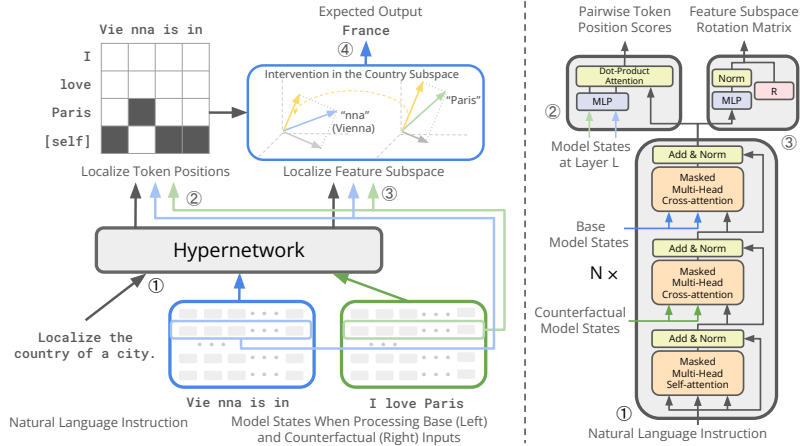 Vie nna is in
I
love
Paris
[self]
Localize Token Positions
②
Expected Output
France
④
Intervention in the Country Subspace
"nna"
(Vienna)
"Paris"
Localize Feature Subspace
③
Hypernetwork
①
Localize the
country of a city.
Natural Language Instruction
Vie nna is in
I love Paris
Model States When Processing Base (Left)
and Counterfactual (Right) Inputs
Pairwise Token
Position Scores
Feature Subspace
Rotation Matrix
Dot-Product
Attention
MLP
②
Model States
at Layer L
Norm
MLP
R
③
Add & Norm
Masked
Multi-Head
Cross-attention
Base
Model States
Add & Norm
N ×
Masked
Multi-Head
Cross-attention
Counterfactual
Model States
Add & Norm
Masked
Multi-Head
Self-attention
①
Natural Language Instruction